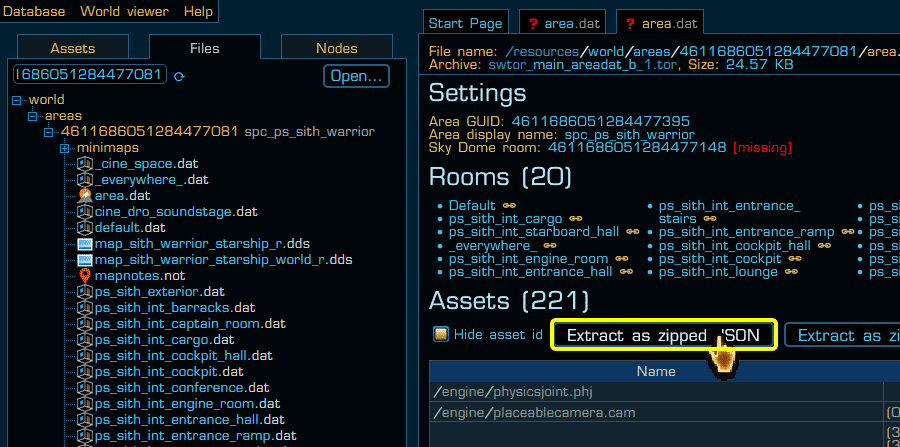 Database World viewer Help
Assets Files Nodes
1686051284477081 Open...
world
areas
4611686051284477081 spc_ps_sith_warrior
minimaps
_cine_space.dat
_everywhere_.dat
area.dat
cine_dro_soundstage.dat
default.dat
map_sith_warrior_starship_r.dds
map_sith_warrior_starship_world_r.dds
mapnotes.not
ps_sith_exterior.dat
ps_sith_int_barracks.dat
ps_sith_int_captain_room.dat
ps_sith_int_cargo.dat
ps_sith_int_cockpit_hall.dat
ps_sith_int_cockpit.dat
ps_sith_int_conference.dat
ps_sith_int_engine_room.dat
ps_sith_int_entrance_hall.dat
ps_sith_int_entrance_ramp.dat
Start Page ? area.dat ? area.dat
File name: /resources/world/areas/4611686051284477081/area.
Archive: swtor_main_areadat_b_1.tor, Size: 24.57 KB
Settings
Area GUID: 4611686051284477395
Area display name: spc_ps_sith_warrior
Sky Dome room: 4611686051284477148 [missing]
Rooms (20)
• Default
• ps_sith_int_cargo
• ps_sith_int_starboard_hall
• _everywhere_
• ps_sith_int_engine_room
• ps_sith_int_entrance_hall
• ps_sith_int_entrance_
stairs
• ps_sith_int_entrance_ramp
• ps_sith_int_cockpit_hall
• ps_sith_int_cockpit
• ps_sith_int_lounge
• ps_si
• ps_si
• ps_si
• ps_si
• ps_si
Assets (221)
Hide asset id Extract as zipped JSON Extract as zi
Name
/engine/physicsjoint.phj
/engine/placeablecamera.cam (0
(3